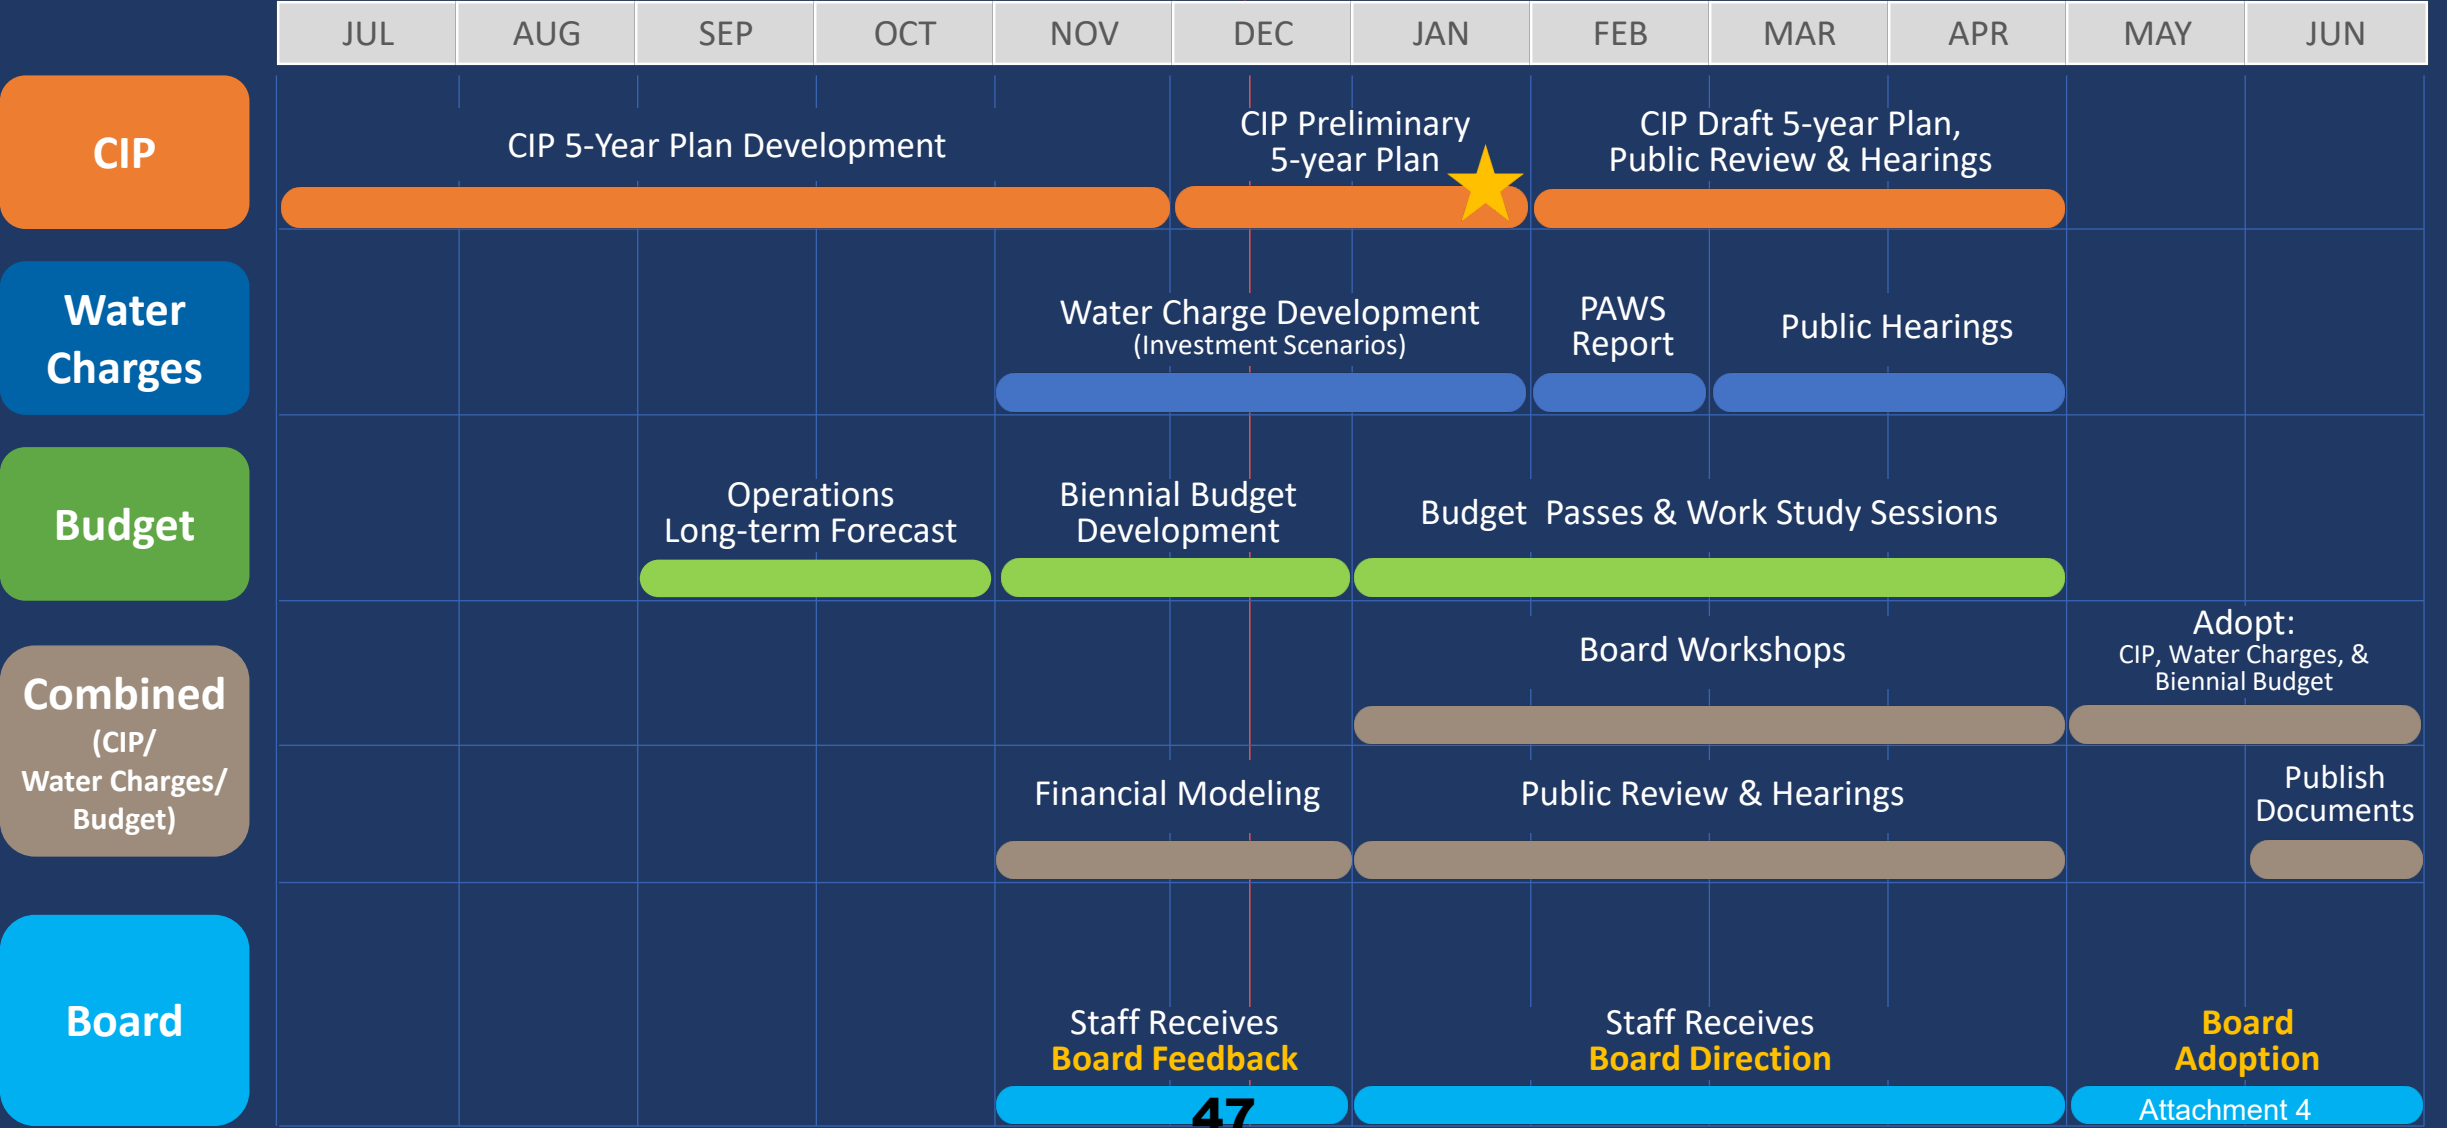 JUL AUG SEP OCT NOV DEC JAN FEB MAR APR MAY JUN
CIP
CIP 5-Year Plan Development
CIP Preliminary
5-year Plan
CIP Draft 5-year Plan,
Public Review & Hearings
Water
Charges
Water Charge Development
(Investment Scenarios)
PAWS
Report
Public Hearings
Budget
Operations
Long-term Forecast
Biennial Budget
Development
Budget Passes & Work Study Sessions
Combined
(CIP/
Water Charges/
Budget)
Board Workshops
Adopt:
CIP, Water Charges, &
Biennial Budget
Financial Modeling
Public Review & Hearings
Publish
Documents
Board
Staff Receives
Board Feedback
Staff Receives
Board Direction
Board
Adoption
47
Attachment 4